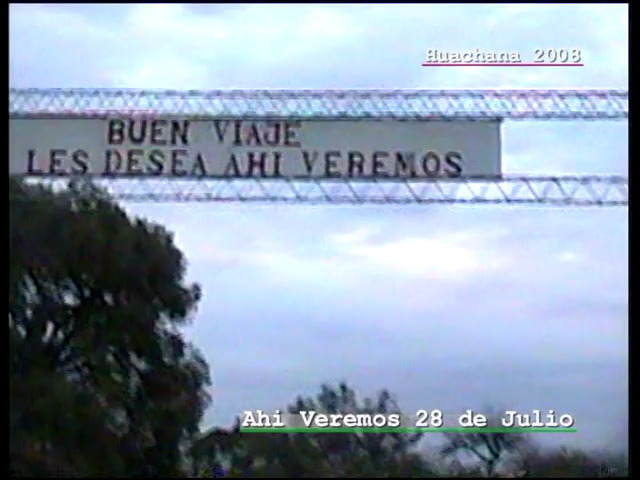 Huachana 2008
BUEN VIAJE
LES DESEA AHI VEREMOS
Ahi Veremos 28 de Julio